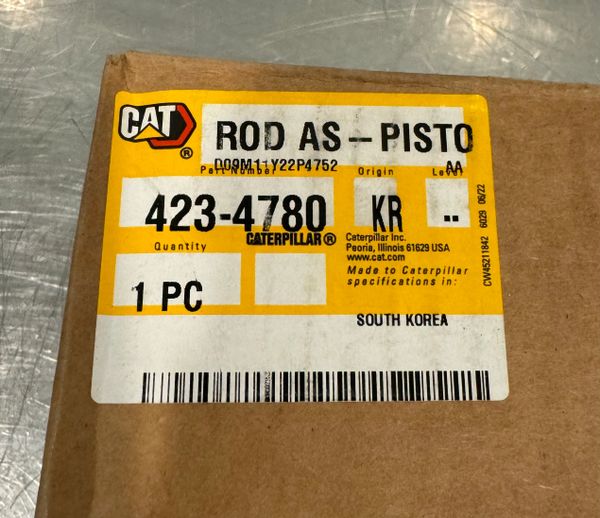 CAT
®
ROD AS-PISTO
D09M11Y22P4752
AA
Part Number
Origin
Level
423-4780
KR
--
CATERPILLAR®
Quantity
1 PC
Caterpillar Inc.
Peoria, Illinois 61629 USA
www.cat.com
Made to Caterpillar
specifications in:
SOUTH KOREA
CW45211842 6029 06/22